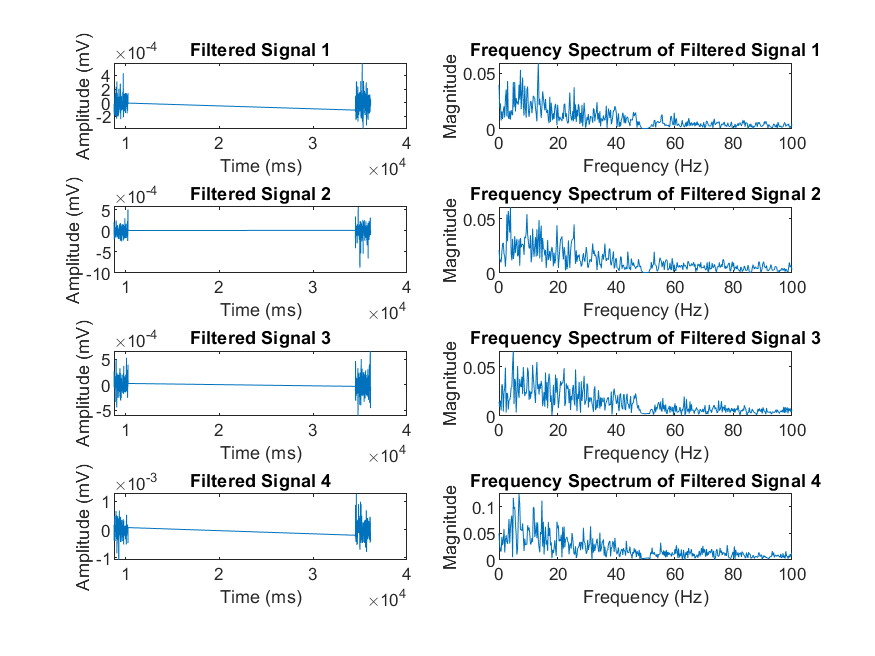 Filtered Signal 1
×10-4
Amplitude (mV)
4
2
0
-2
1
2
3
4
Time (ms)
×104
Frequency Spectrum of Filtered Signal 1
Magnitude
0.05
0
0
20
40
60
80
100
Frequency (Hz)
Filtered Signal 2
×10-4
Amplitude (mV)
5
0
-5
-10
1
2
3
4
Time (ms)
×104
Frequency Spectrum of Filtered Signal 2
Magnitude
0.05
0
0
20
40
60
80
100
Frequency (Hz)
Filtered Signal 3
×10-4
Amplitude (mV)
5
0
-5
1
2
3
4
Time (ms)
×104
Frequency Spectrum of Filtered Signal 3
Magnitude
0.05
0
0
20
40
60
80
100
Frequency (Hz)
Filtered Signal 4
×10-3
Amplitude (mV)
1
0
-1
1
2
3
4
Time (ms)
×104
Frequency Spectrum of Filtered Signal 4
Magnitude
0.1
0.05
0
0
20
40
60
80
100
Frequency (Hz)